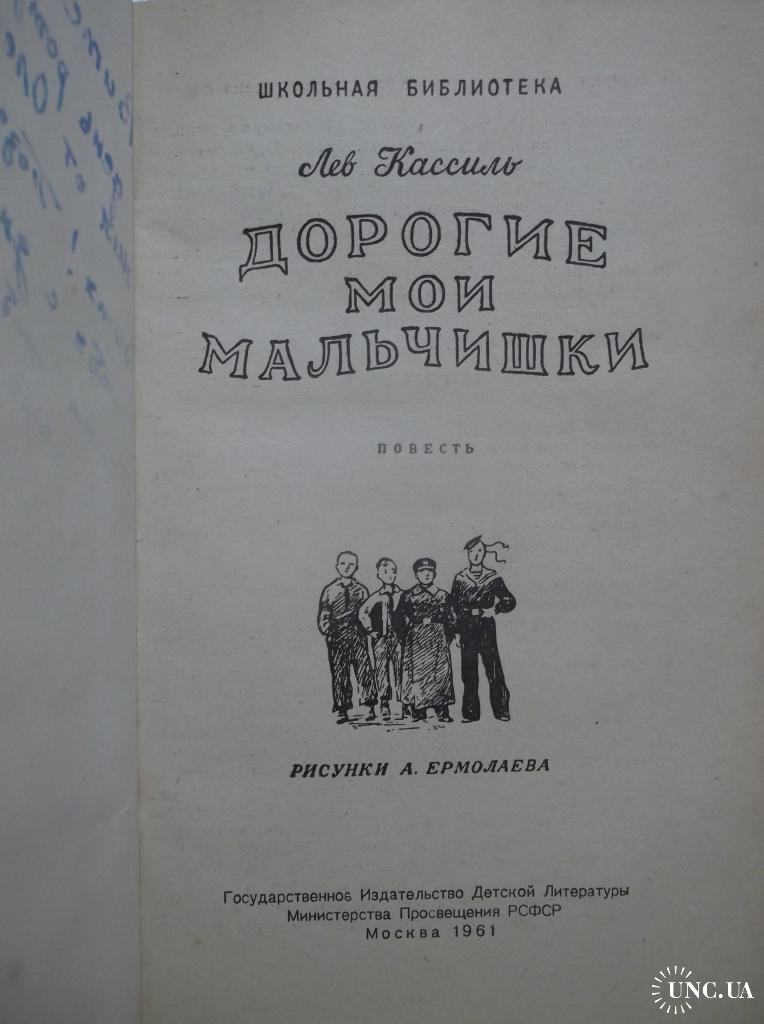 ШКОЛЬНАЯ БИБЛИОТЕКА
Лев Кассиль
ДОРОГИЕ
МОИ
МАЛЬЧИШКИ
ПОВЕСТЬ
РИСУНКИ А. ЕРМОЛАЕВА
Государственное Издательство Детской Литературы
Министерства Просвещения РСФСР
Москва 1961
UNC.UA